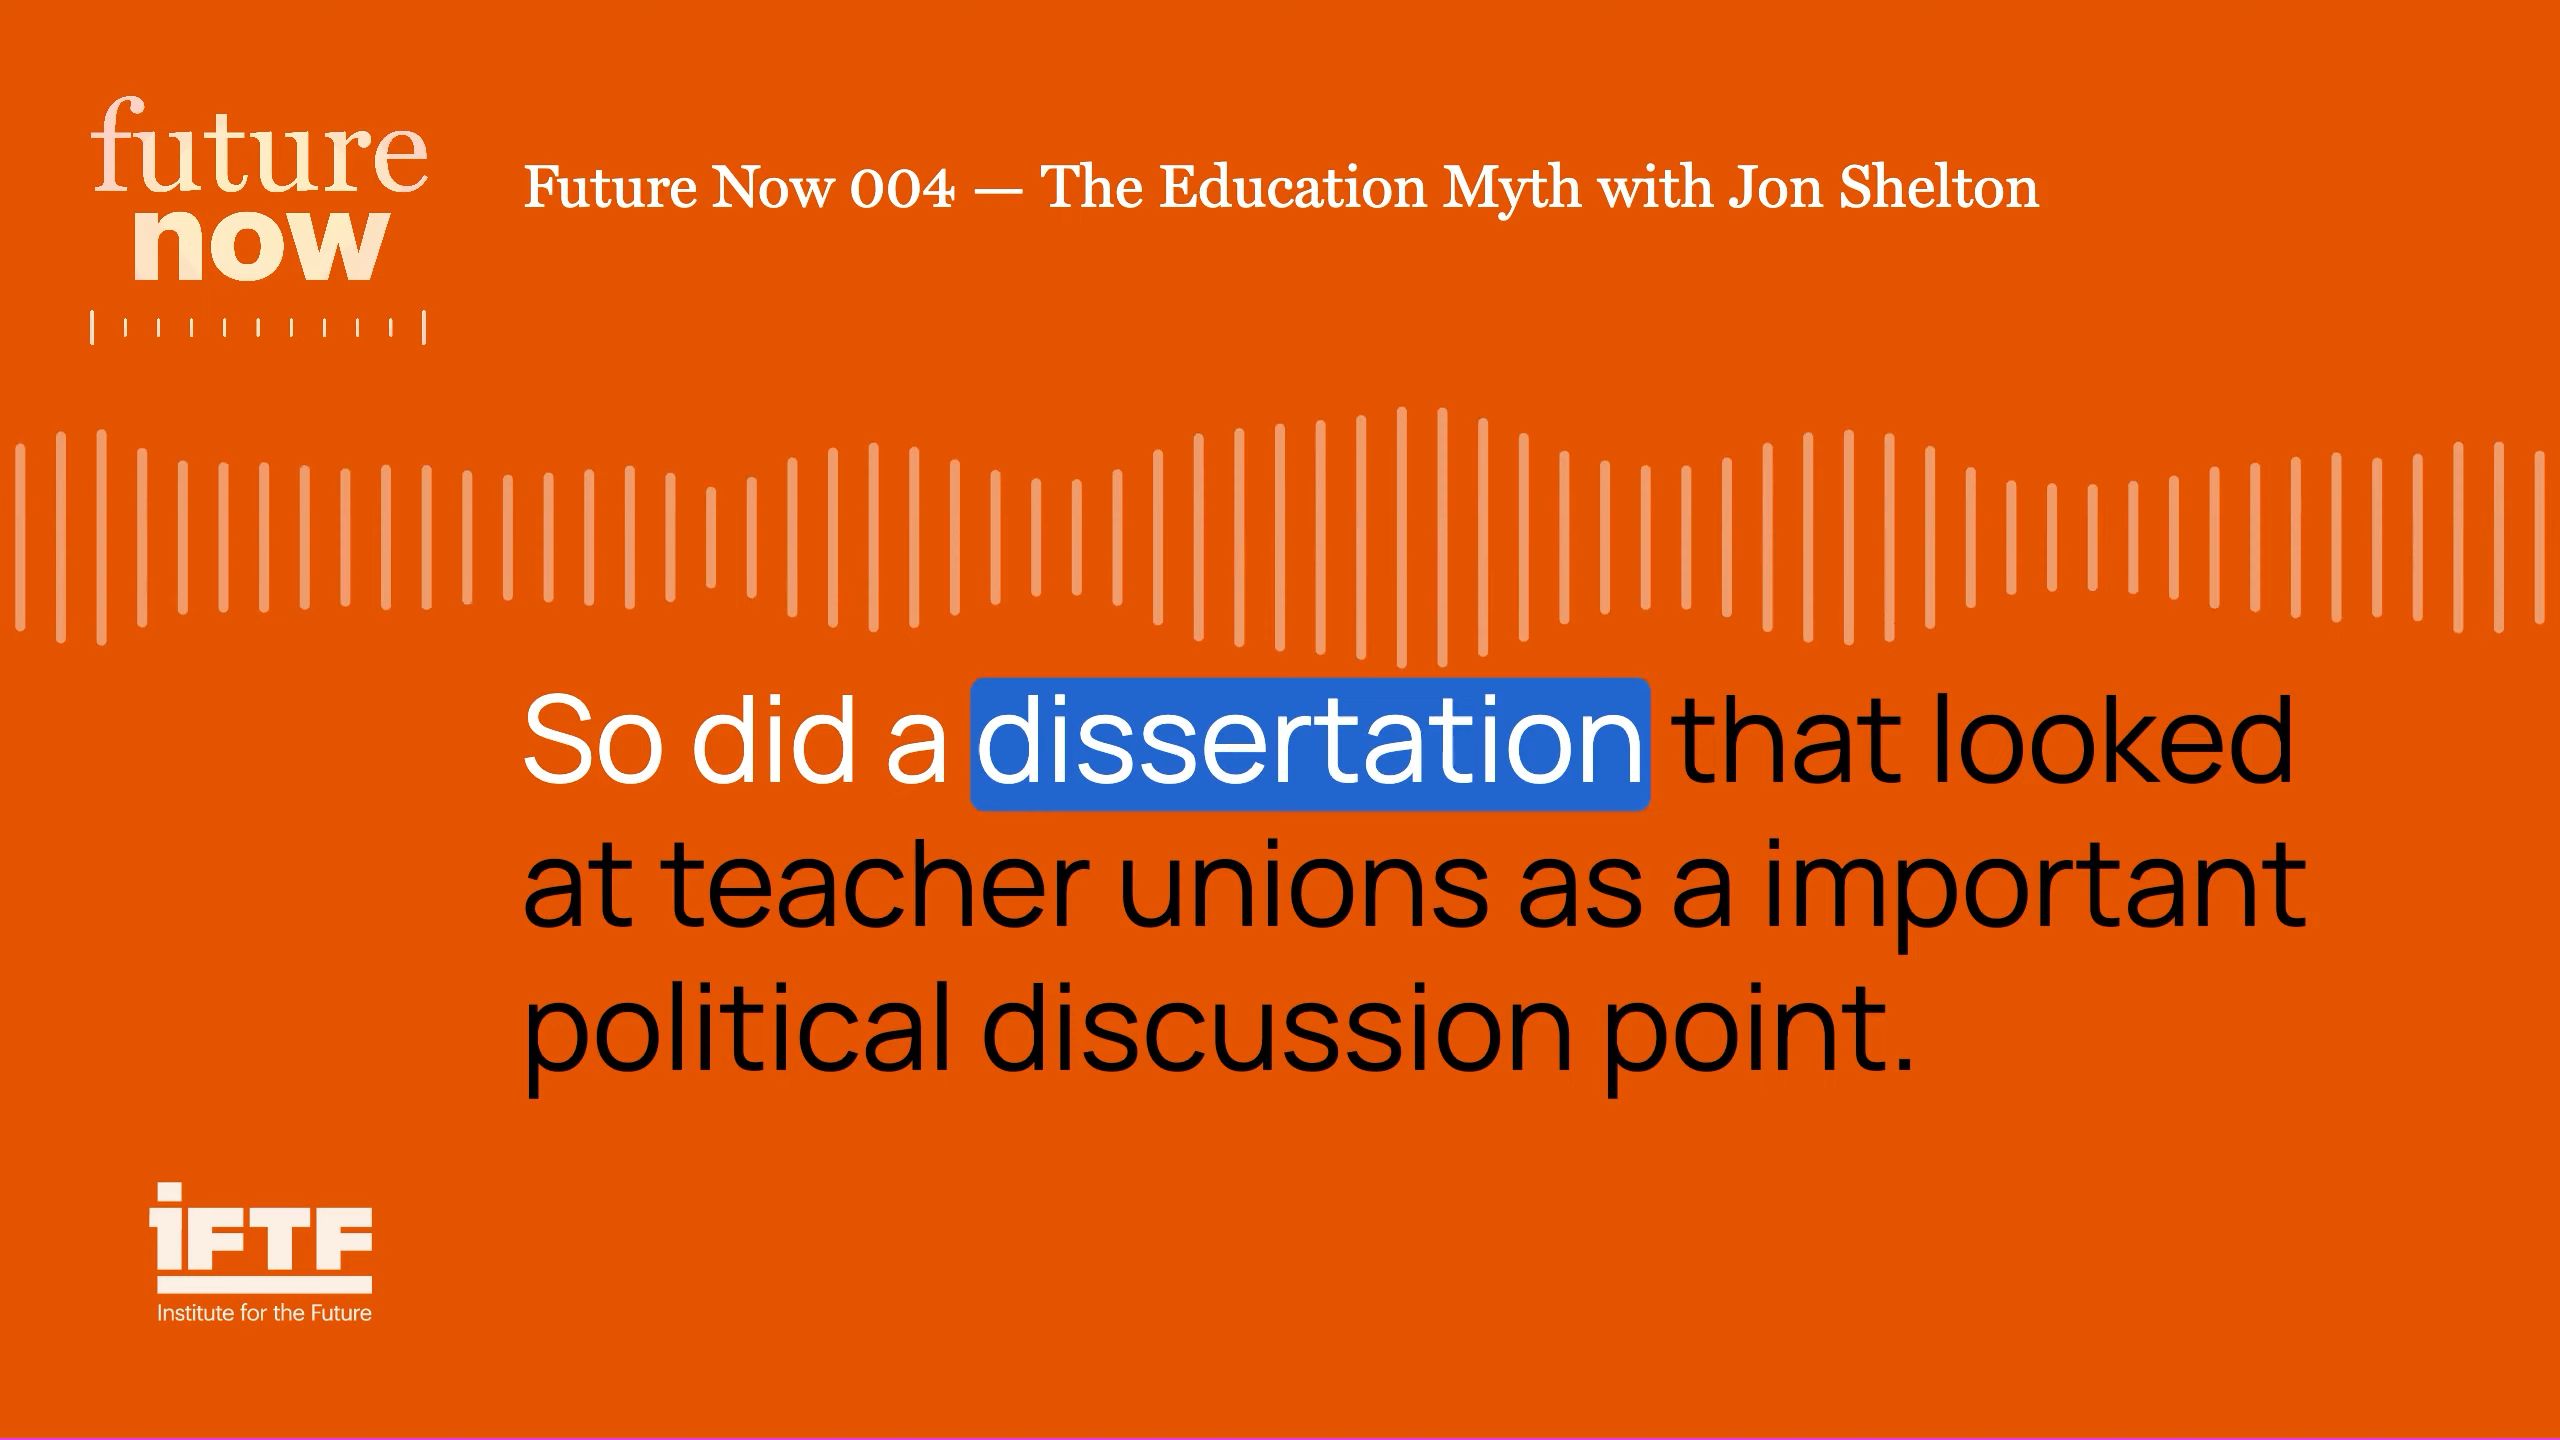 future
now
Future Now 004 — The Education Myth with Jon Shelton
So did a dissertation that looked
at teacher unions as a important
political discussion point.
iFTF
Institute for the Future